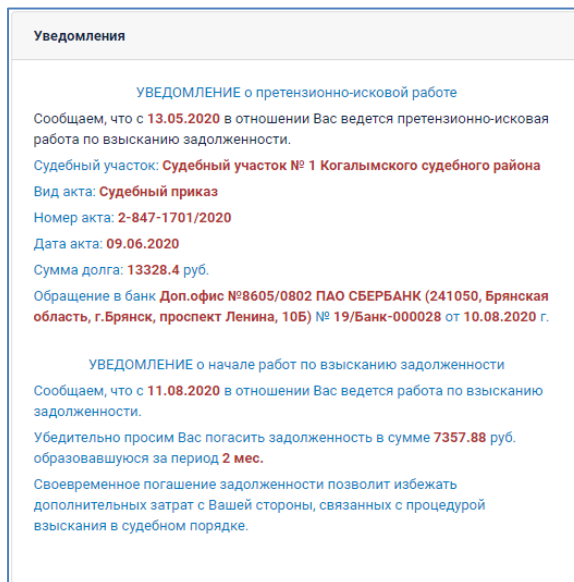 Уведомления
УВЕДОМЛЕНИЕ о претензионно-исковой работе
Сообщаем, что с 13.05.2020 в отношении Вас ведется претензионно-исковая
работа по взысканию задолженности.
Судебный участок: Судебный участок № 1 Когалымского судебного района
Вид акта: Судебный приказ
Номер акта: 2-847-1701/2020
Дата акта: 09.06.2020
Сумма долга: 13328.4 руб.
Обращение в банк Доп.офис №8605/0802 ПАО СБЕРБАНК (241050, Брянская
область, г.Брянск, проспект Ленина, 10Б) № 19/Банк-000028 от 10.08.2020 г.
УВЕДОМЛЕНИЕ о начале работ по взысканию задолженности
Сообщаем, что с 11.08.2020 в отношении Вас ведется работа по взысканию
задолженности.
Убедительно просим Вас погасить задолженность в сумме 7357.88 руб.
образовавшуюся за период 2 мес.
Своевременное погашение задолженности позволит избежать
дополнительных затрат с Вашей стороны, связанных с процедурой
взыскания в судебном порядке.